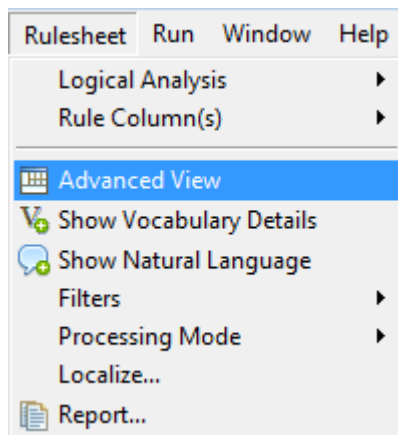 Rulesheet Run Window Help
Logical Analysis
Rule Column(s)
Advanced View
Show Vocabulary Details
Show Natural Language
Filters
Processing Mode
Localize...
Report...